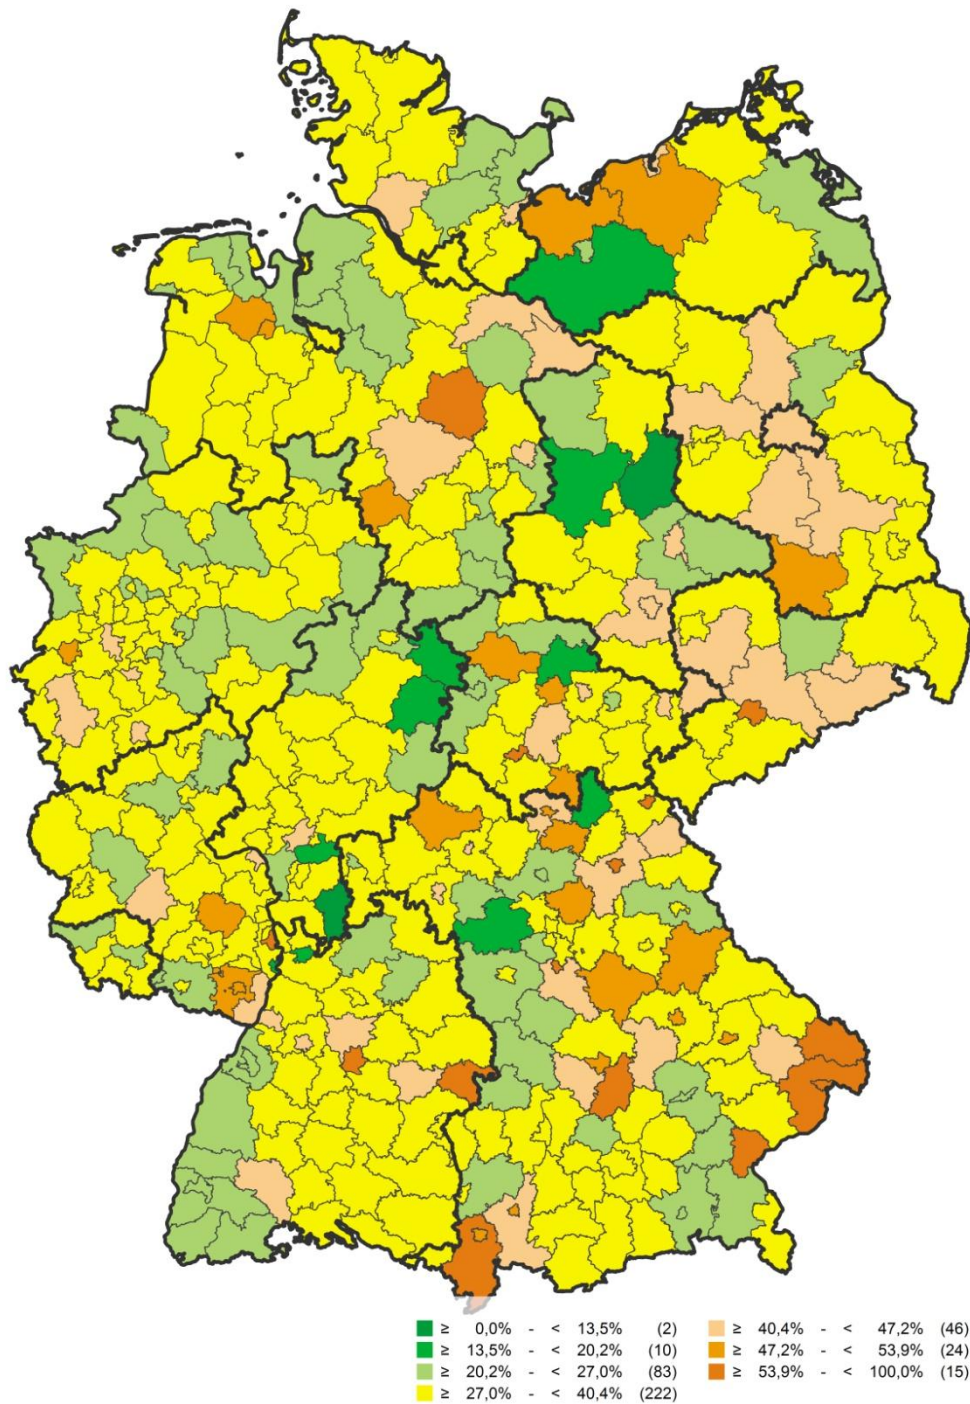 ≥ 0,0% - < 13,5% (2)
≥ 13,5% - < 20,2% (10)
≥ 20,2% - < 27,0% (83)
≥ 27,0% - < 40,4% (222)
≥ 40,4% - < 47,2% (46)
≥ 47,2% - < 53,9% (24)
≥ 53,9% - < 100,0% (15)